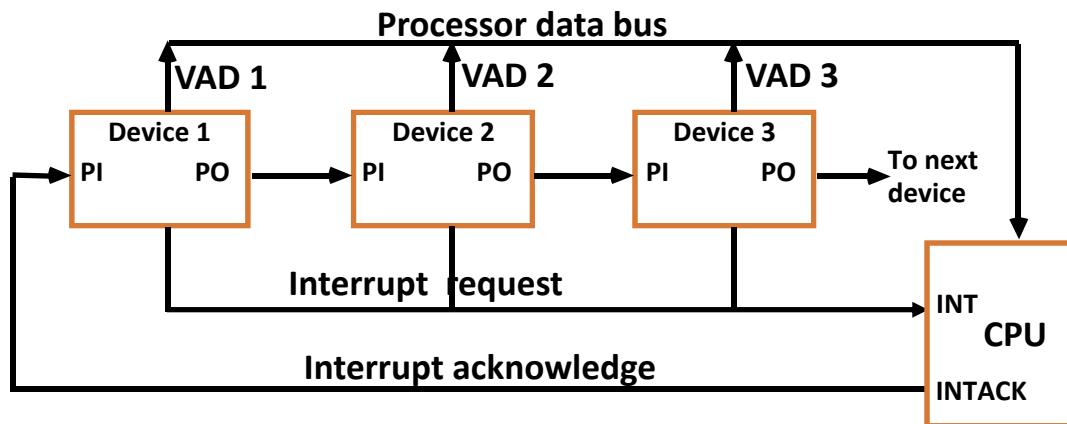 Processor data bus
VAD 1
VAD 2
VAD 3
Device 1
PI
PO
Device 2
PI
PO
Device 3
PI
PO
To next
device
Interrupt request
INT
CPU
Interrupt acknowledge
INTACK